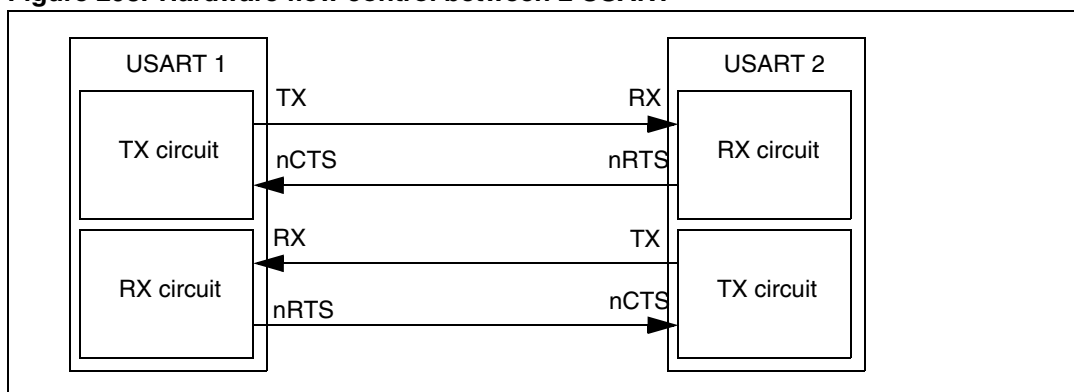 Figure Hardware flow control between 2 USART
USART 1
USART 2
TX
RX
TX circuit
RX circuit
nCTS
nRTS
RX
TX
RX circuit
TX circuit
nRTS
nCTS